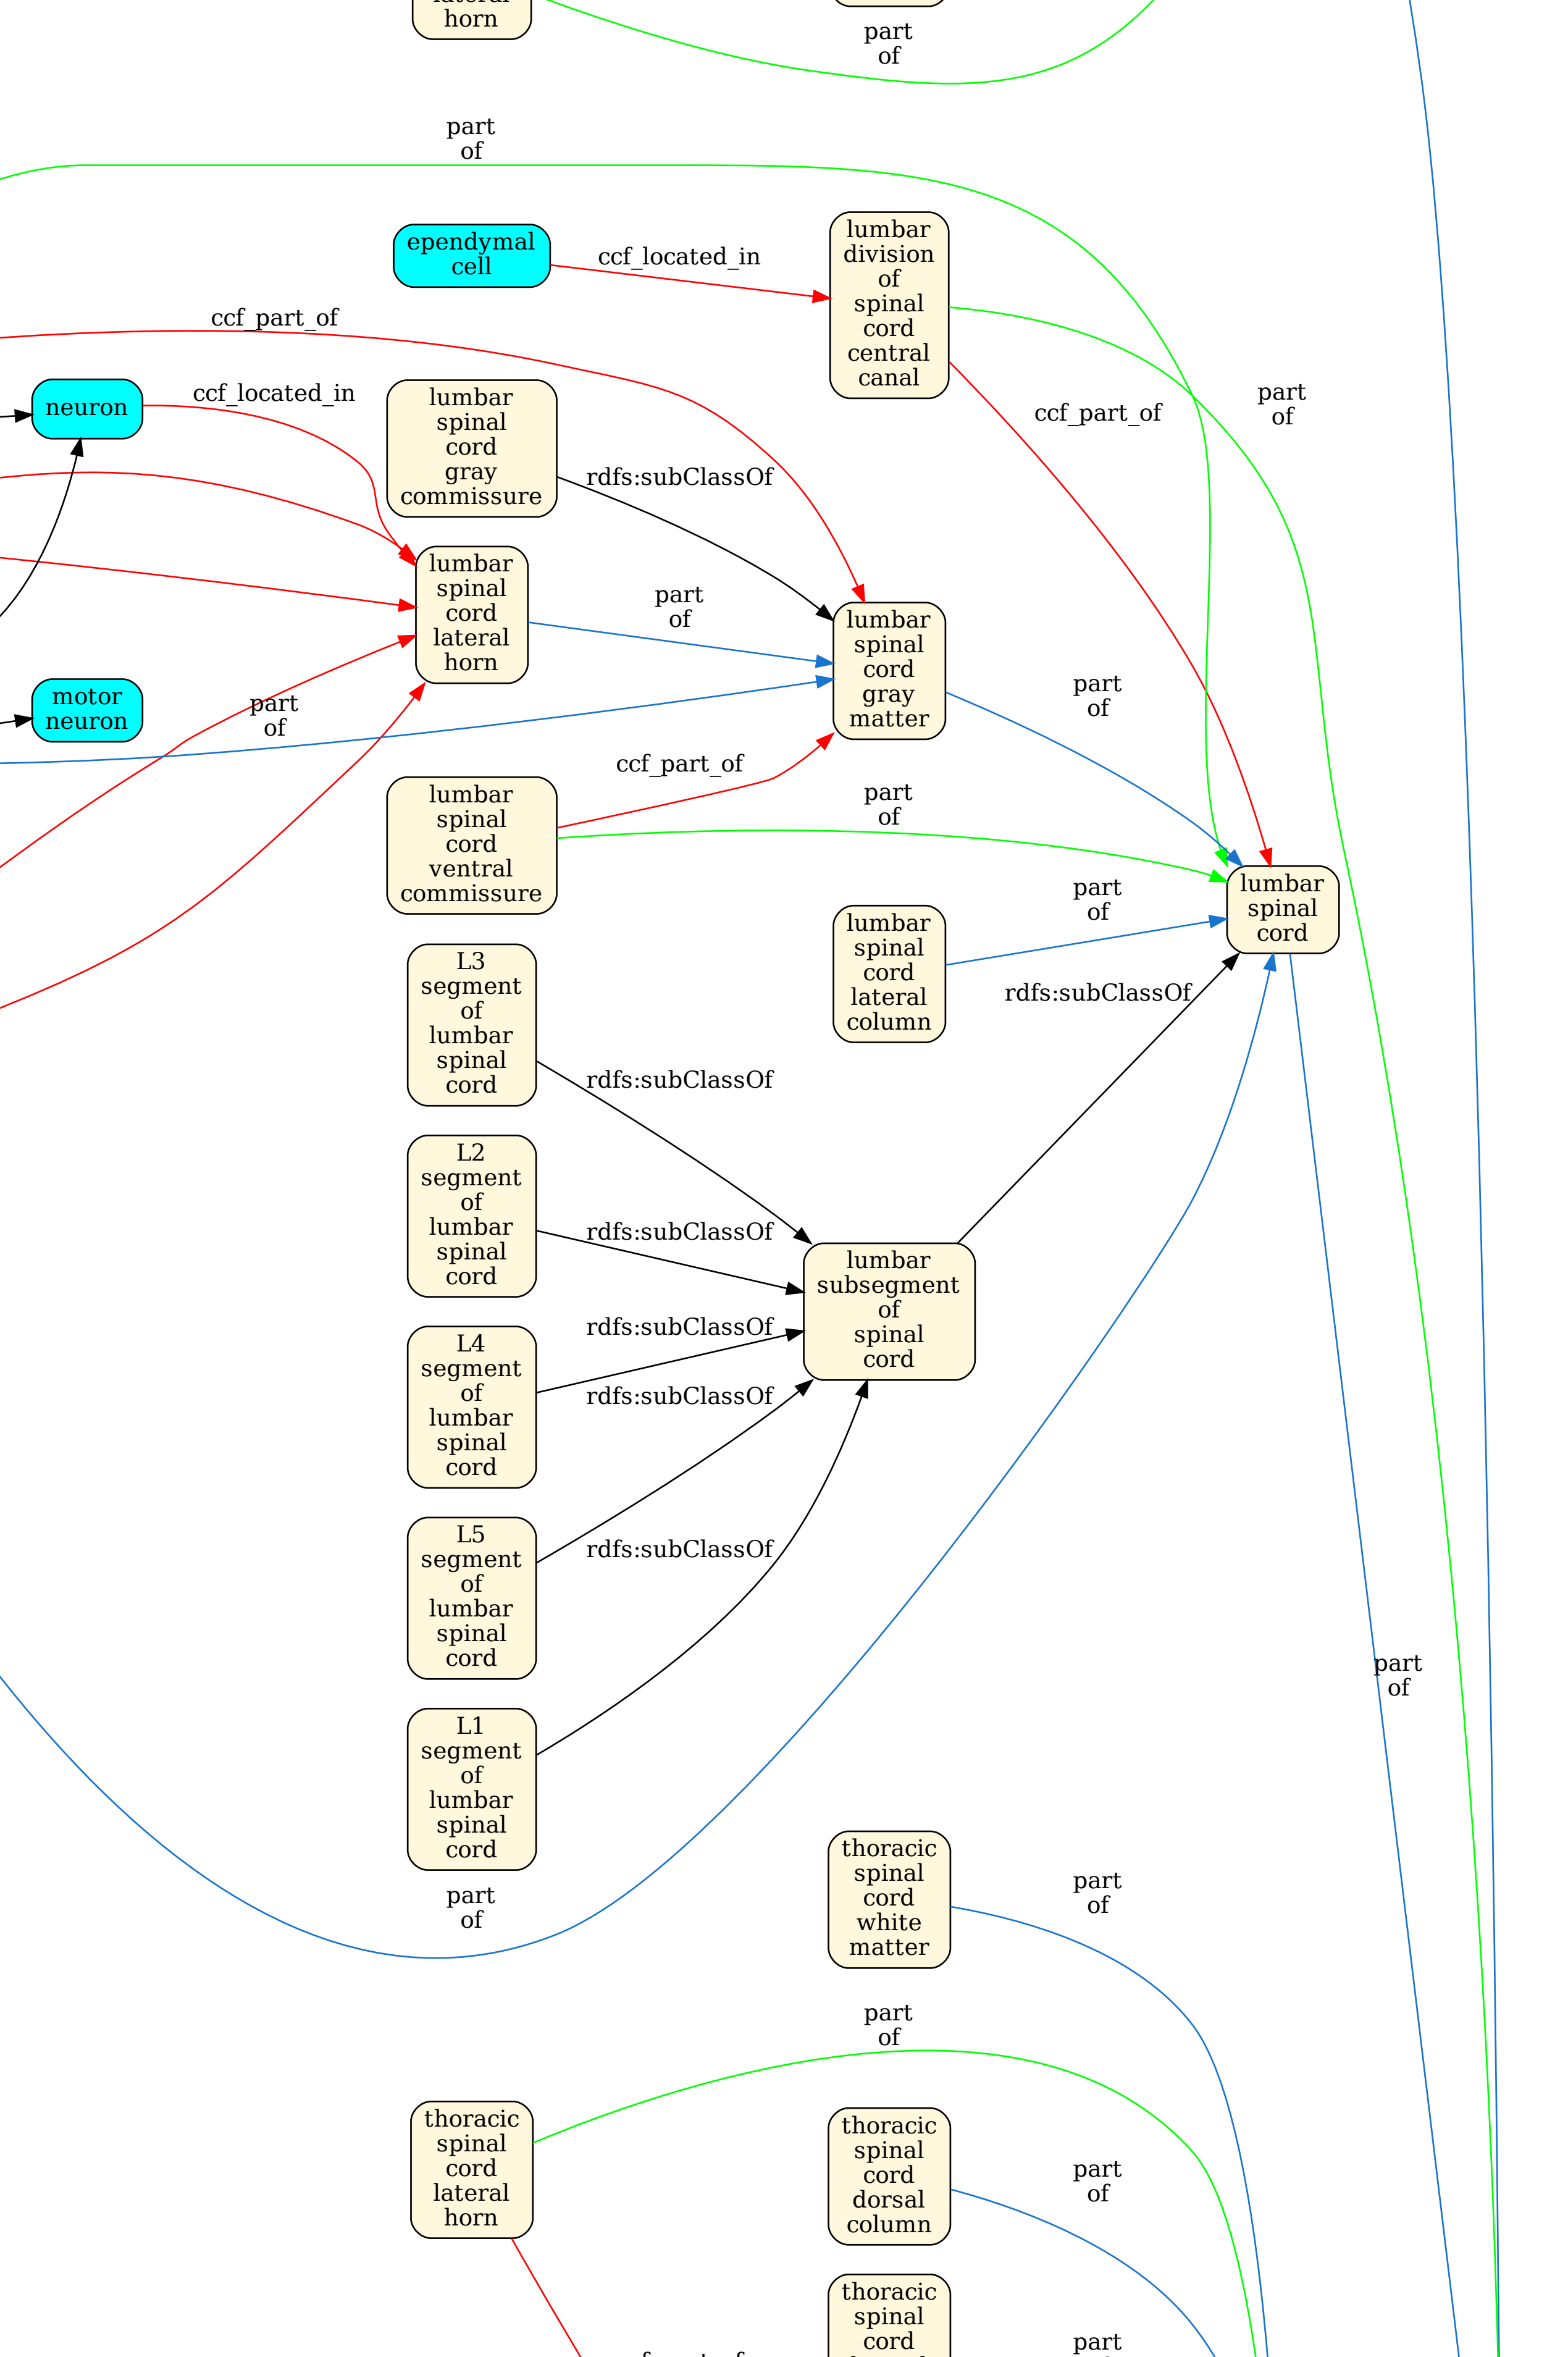 lateral
horn
part
of
part
of
ependymal
cell
ccf_located_in
lumbar
division
of
spinal
cord
central
canal
ccf_part_of
part
of
ccf_part_of
neuron
ccf_located_in
lumbar
spinal
cord
gray
commissure
rdfs:subClassOf
lumbar
spinal
cord
lateral
horn
part
of
lumbar
spinal
cord
gray
matter
part
of
motor
neuron
part
of
ccf_part_of
lumbar
spinal
cord
ventral
commissure
part
of
lumbar
spinal
cord
lumbar
spinal
cord
lateral
column
part
of
rdfs:subClassOf
L3
segment
of
lumbar
spinal
cord
rdfs:subClassOf
L2
segment
of
lumbar
spinal
cord
rdfs:subClassOf
lumbar
subsegment
of
spinal
cord
L4
segment
of
lumbar
spinal
cord
rdfs:subClassOf
rdfs:subClassOf
L5
segment
of
lumbar
spinal
cord
rdfs:subClassOf
part
of
L1
segment
of
lumbar
spinal
cord
part
of
thoracic
spinal
cord
white
matter
part
of
part
of
thoracic
spinal
cord
lateral
horn
thoracic
spinal
cord
dorsal
column
part
of
thoracic
spinal
cord
part